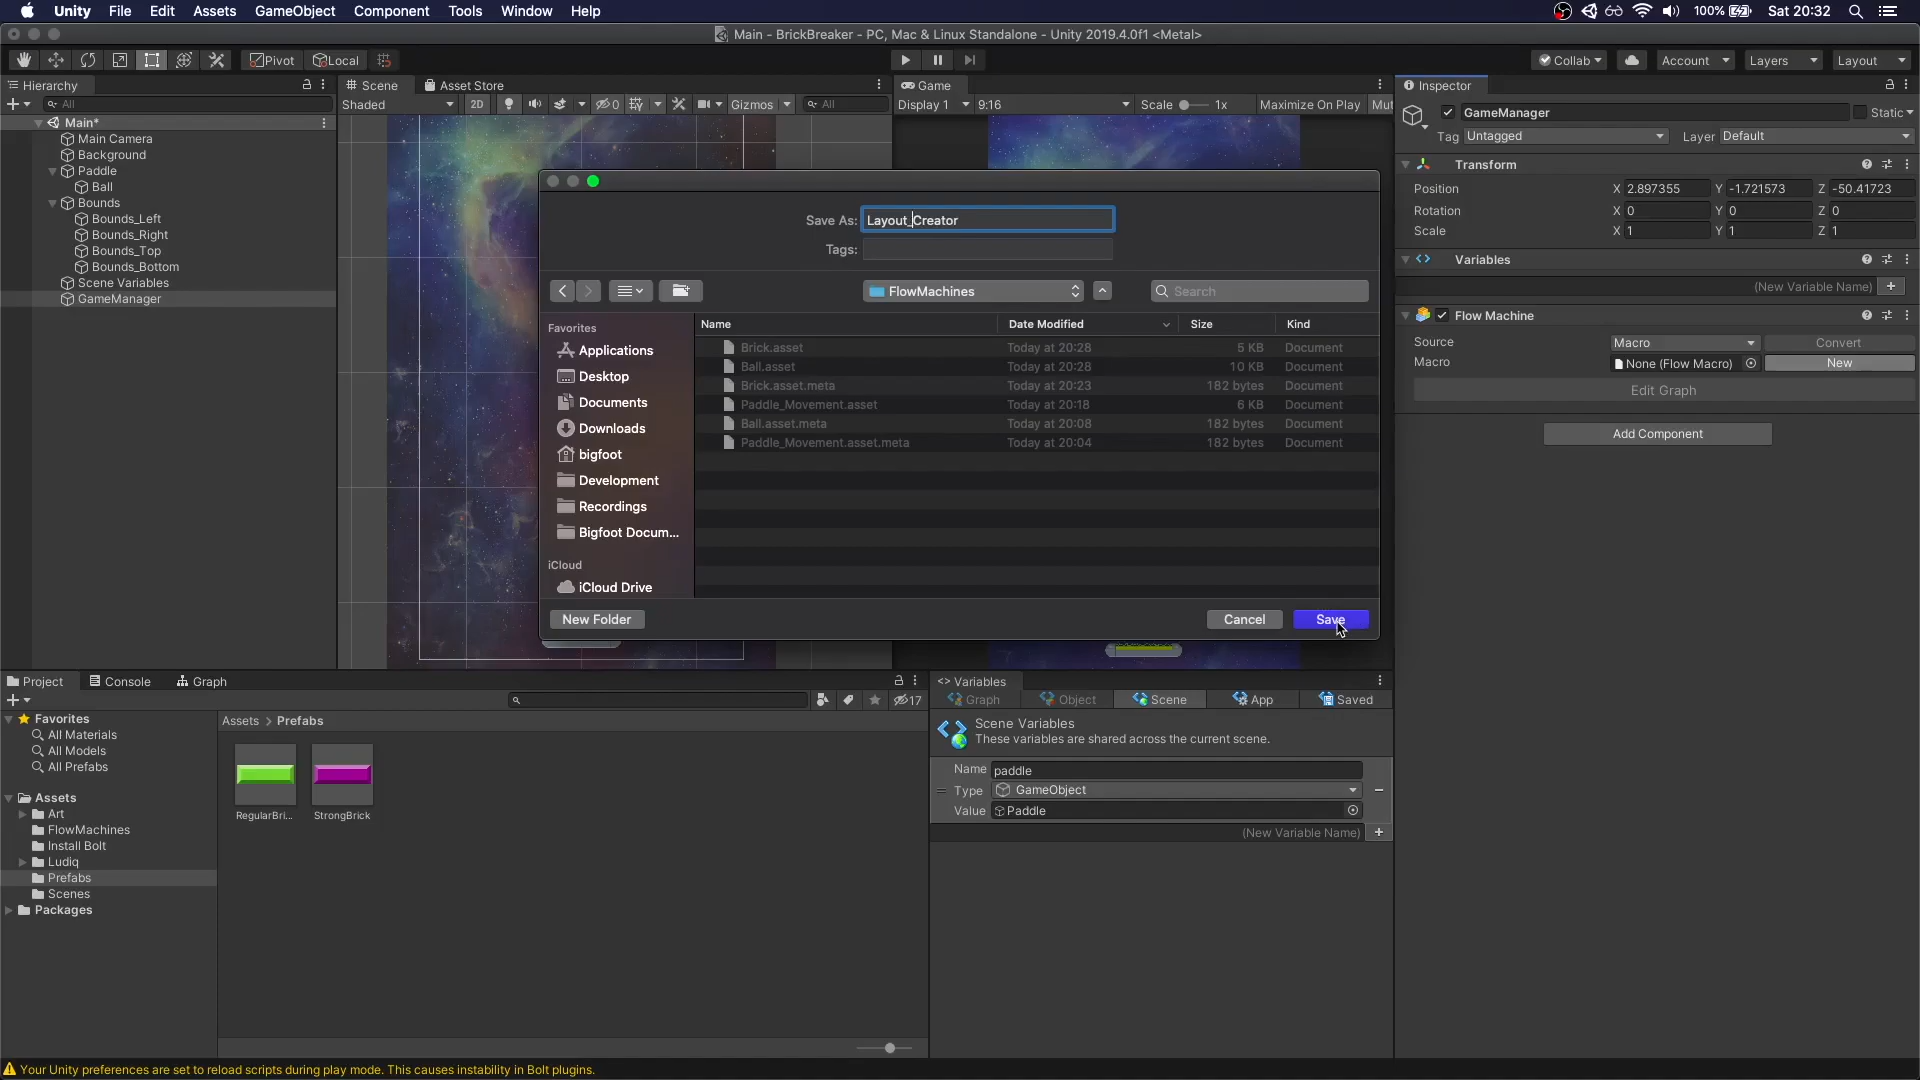 Unity File Edit Assets GameObject Component Tools Window Help 100% Sat 20:32
Main - BrickBreaker - PC, Mac & Linux Standalone - Unity 2019.4.0f1 <Metal>
Pivot Local Collab Account Layers Layout
Hierarchy Scene Asset Store Game Inspector
All Shaded 2D 0 Gizmos All Display 1 9:16 Scale 1x Maximize On Play Mut
Main*
Main Camera
Background
Paddle
Ball
Bounds
Bounds_Left
Bounds_Right
Bounds_Top
Bounds_Bottom
Scene Variables
GameManager
Save As: Layout_Creator
Tags:
FlowMachines Search
Favorites
Applications
Desktop
Documents
Downloads
bigfoot
Development
Recordings
Bigfoot Docum...
iCloud
iCloud Drive
Name Date Modified Size Kind
Brick.asset Today at 20:28 5 KB Document
Ball.asset Today at 20:28 10 KB Document
Brick.asset.meta Today at 20:23 182 bytes Document
Paddle_Movement.asset Today at 20:18 6 KB Document
Ball.asset.meta Today at 20:08 182 bytes Document
Paddle_Movement.asset.meta Today at 20:04 182 bytes Document
New Folder Cancel Save
GameManager Static
Tag Untagged Layer Default
Transform
Position X 2.897355 Y -1.721573 Z -50.41723
Rotation X 0 Y 0 Z 0
Scale X 1 Y 1 Z 1
Variables
(New Variable Name) +
Flow Machine
Source Macro Convert
Macro None (Flow Macro) New
Edit Graph
Add Component
Project Console Graph
17
Favorites
All Materials
All Models
All Prefabs
Assets
Art
FlowMachines
Install Bolt
Ludiq
Prefabs
Scenes
Packages
Assets > Prefabs
RegularBri... StrongBrick
<> Variables
Graph Object Scene App Saved
Scene Variables
These variables are shared across the current scene.
Name paddle
Type GameObject
Value Paddle
(New Variable Name) +
Your Unity preferences are set to reload scripts during play mode. This causes instability in Bolt plugins.